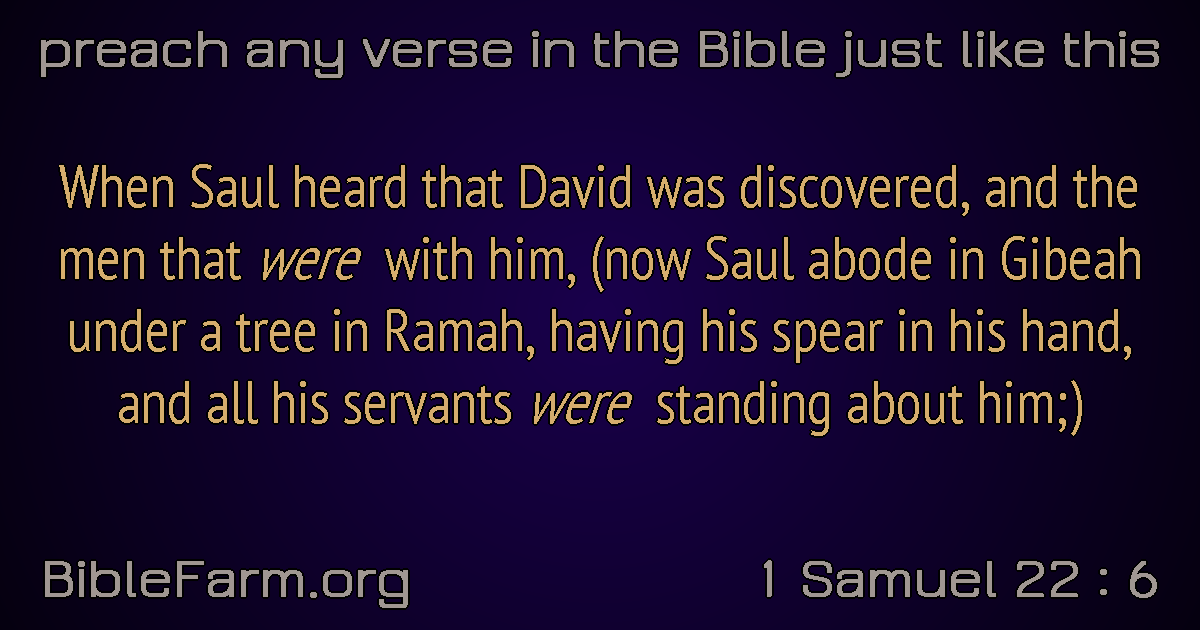 preach any verse in the Bible just like this
When Saul heard that David was discovered, and the
men that were with him, (now Saul abode in Gibeah
under a tree in Ramah, having his spear in his hand,
and all his servants were standing about him;)
BibleFarm.org
1 Samuel 22 : 6